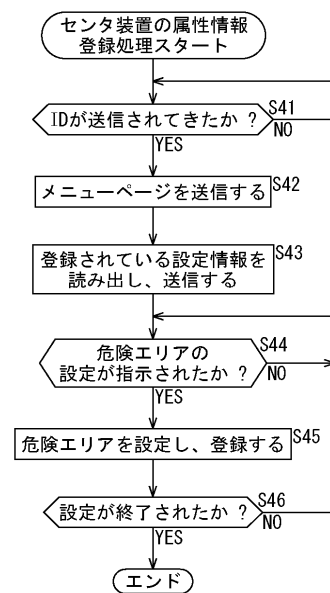 センタ装置の属性情報
登録処理スタート
S41
IDが送信されてきたか ?
NO
YES
S42
メニューページを送信する
S43
登録されている設定情報を
読み出し、送信する
S44
危険エリアの
設定が指示されたか ?
NO
YES
S45
危険エリアを設定し、登録する
S46
設定が終了されたか ?
NO
YES
エンド